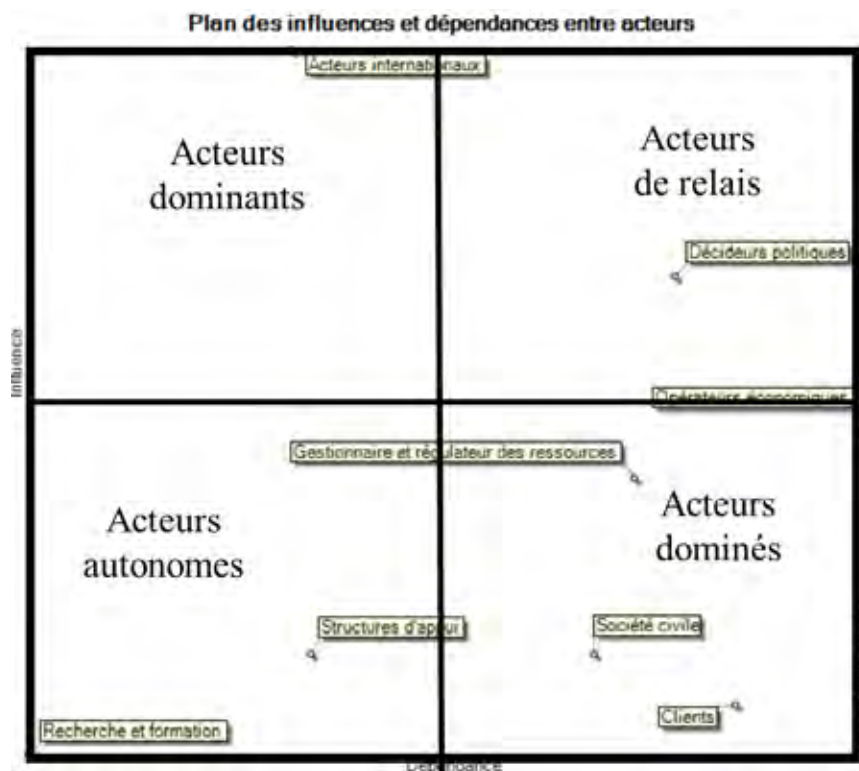 Plan des influences et dépendances entre acteurs
Acteurs internationaux
Acteurs
dominants
Acteurs
de relais
Décideurs politiques
Influence
Opérateurs économiques
Gestionnaire et régulateur des ressources
Acteurs
autonomes
Acteurs
dominés
Structures d'appui
Société civile
Clients
Recherche et formation
Dépendance